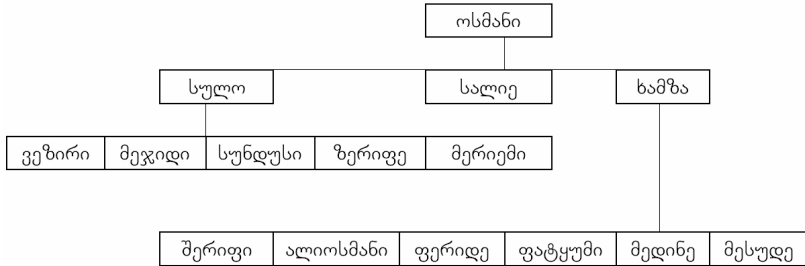 ოსმანი
სულო სალიე ხამზა
ვეზირი მეჯიდი სუნდუსი ზერიფე მერიემი
შერიფი ალიოსმანი ფერიდე ფატყუმი მედინე მესუდე